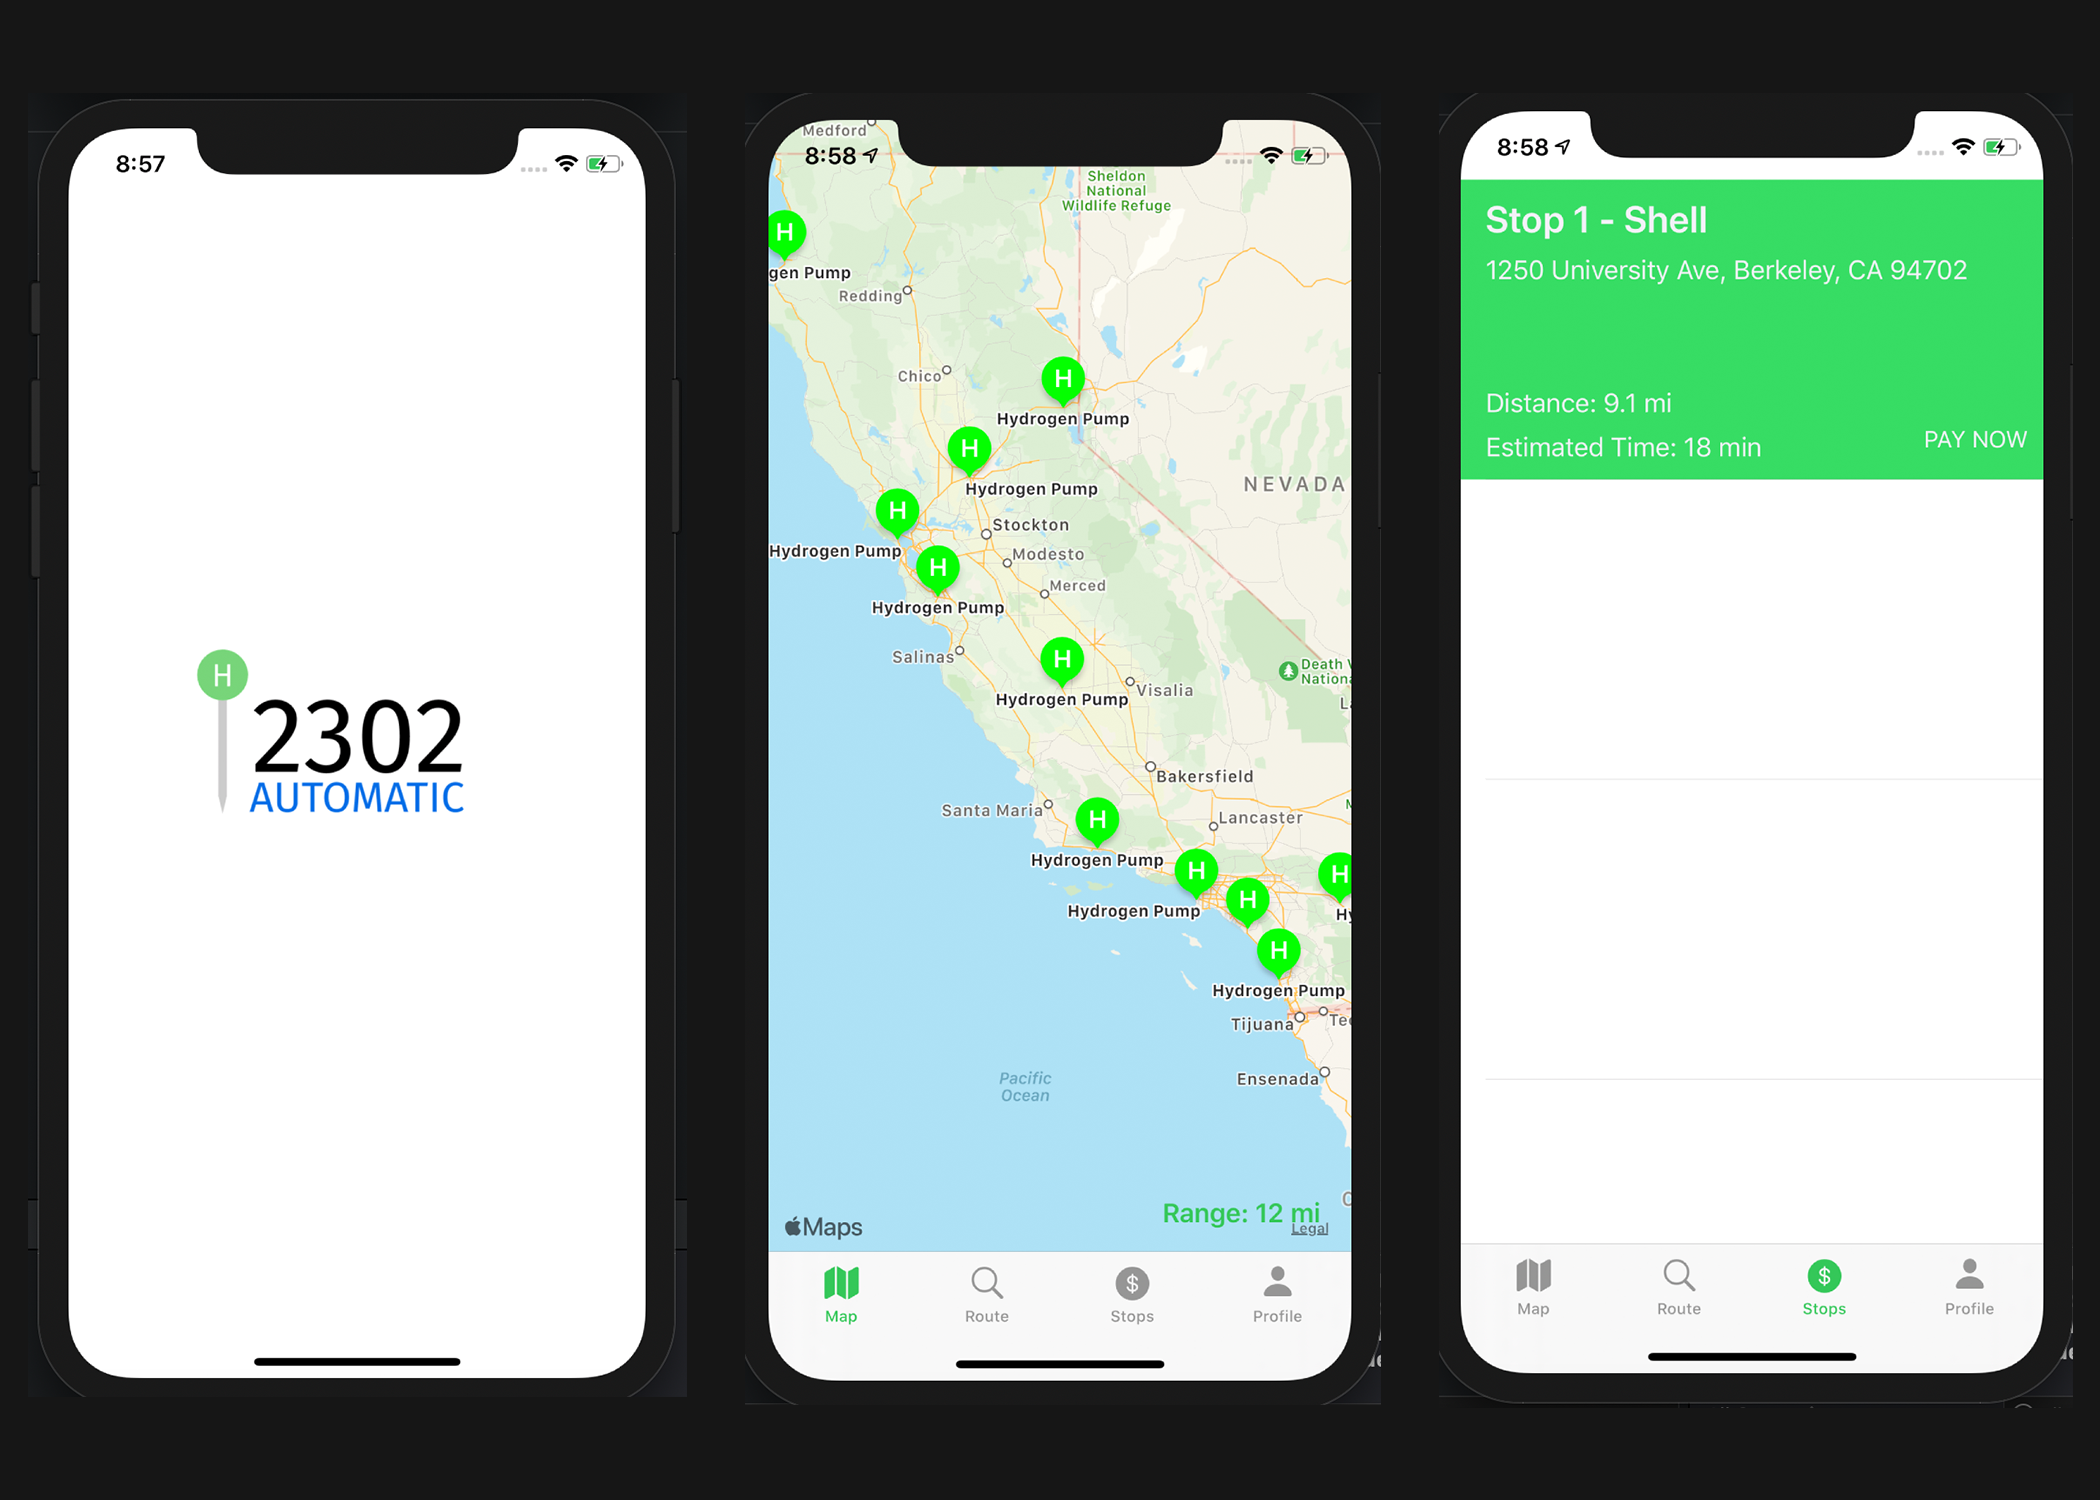 8:57
H
2302
AUTOMATIC
Medford
8:58
Sheldon
National
Wildlife Refuge
H
gen Pump
Redding
Chico
H
Hydrogen Pump
H
Hydrogen Pump
NEVADA
H
Stockton
Hydrogen Pump
Modesto
H
Merced
Hydrogen Pump
Salinas
H
Death V
Nationa
Visalia
Hydrogen Pump
Bakersfield
Santa Maria
Lancaster
H
Hydrogen Pump
H
H
H
Hydrogen Pump
Hy
H
Hydrogen Pump
Tijuana
Tec
Pacific
Ocean
Ensenada
Range: 12 mi
Maps
Legal
Map
Route
$
Stops
Profile
8:58
Stop 1 - Shell
1250 University Ave, Berkeley, CA 94702
Distance: 9.1 mi
Estimated Time: 18 min
PAY NOW
Map
Route
$
Stops
Profile